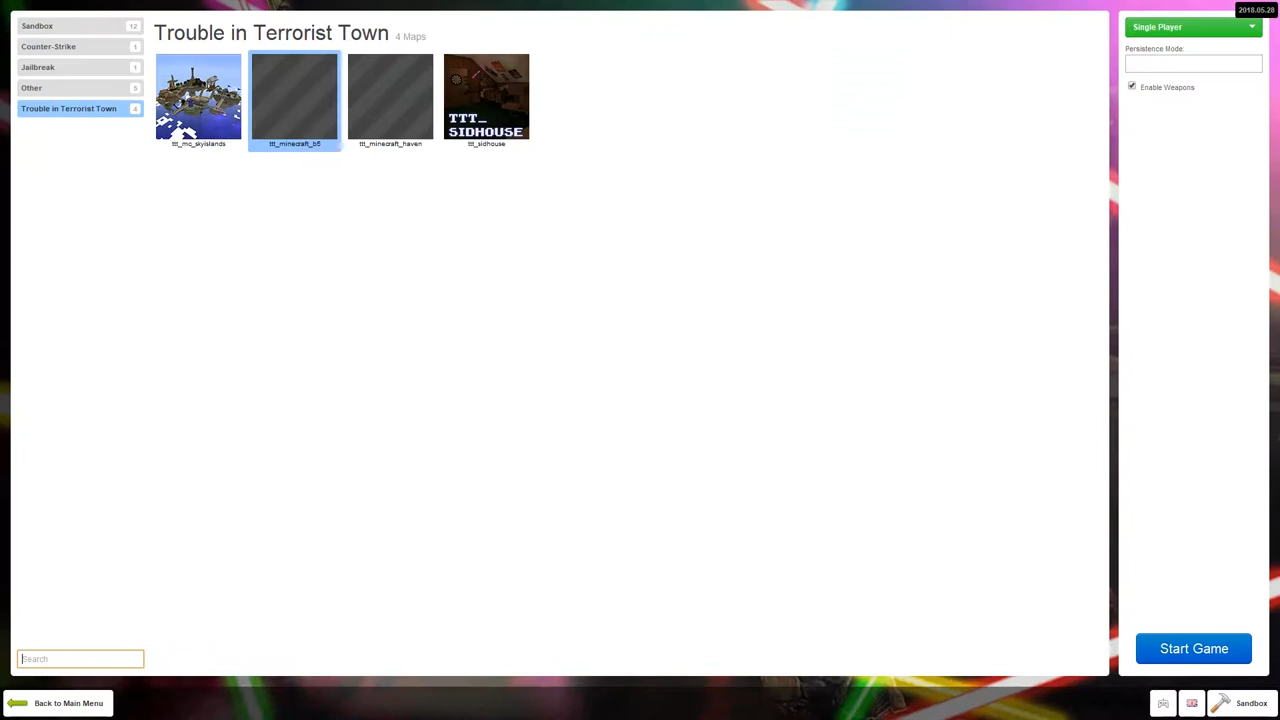 2018.05.28
Sandbox 12
Counter-Strike 1
Jailbreak 1
Other 5
Trouble in Terrorist Town 4
Trouble in Terrorist Town 4 Maps
TTT_
SIDHOUSE
ttt_mc_skyislands
ttt_minecraft_b5
ttt_minecraft_haven
ttt_sidhouse
Single Player
Persistence Mode:
Enable Weapons
Start Game
Search
Back to Main Menu
Sandbox